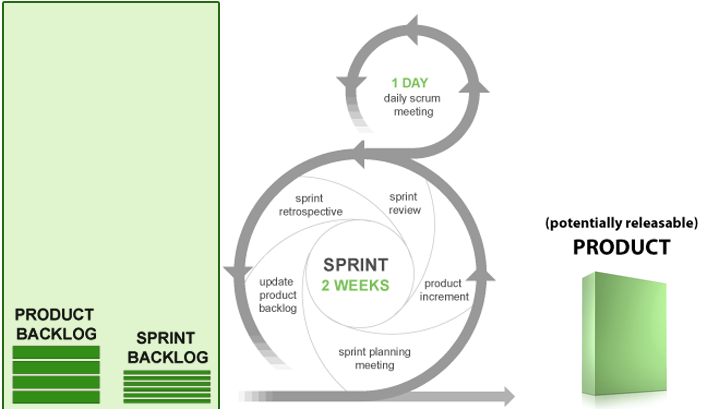 PRODUCT
BACKLOG
SPRINT
BACKLOG
1 DAY
daily scrum
meeting
sprint
retrospective
sprint
review
SPRINT
2 WEEKS
update
product
backlog
product
increment
sprint planning
meeting
(potentially releasable)
PRODUCT